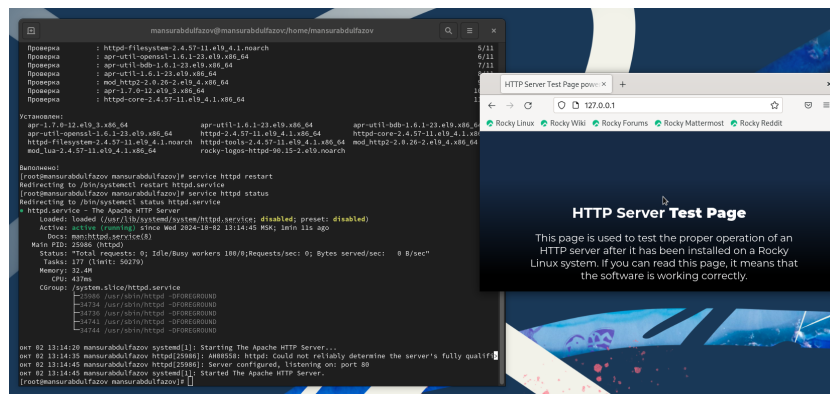 mansurabdulfazov@mansurabdulfazov:/home/mansurabdulfazov
Проверка : httpd-filesystem-2.4.57-11.el9_4.1.noarch 5/11
Проверка : apr-util-openssl-1.6.1-23.el9.x86_64 6/11
Проверка : apr-util-bdb-1.6.1-23.el9.x86_64 7/11
Проверка : apr-util-1.6.1-23.el9.x86_64
Проверка : mod_http2-2.0.26-2.el9_4.x86_64
Проверка : apr-1.7.0-12.el9_3.x86_64
Проверка : httpd-core-2.4.57-11.el9_4.1.x86_64
Установлен:
apr-1.7.0-12.el9_3.x86_64 apr-util-1.6.1-23.el9.x86_64 apr-util-bdb-1.6.1-23.el9.x86_64
apr-util-openssl-1.6.1-23.el9.x86_64 httpd-2.4.57-11.el9_4.1.x86_64 httpd-core-2.4.57-11.el9_4.1.x86
httpd-filesystem-2.4.57-11.el9_4.1.noarch httpd-tools-2.4.57-11.el9_4.1.x86_64 mod_http2-2.0.26-2.el9_4.x86_64
mod_lua-2.4.57-11.el9_4.1.x86_64 rocky-logos-httpd-90.15-2.el9.noarch
Выполнено!
[root@mansurabdulfazov mansurabdulfazov]# service httpd restart
Redirecting to /bin/systemctl restart httpd.service
[root@mansurabdulfazov mansurabdulfazov]# service httpd status
Redirecting to /bin/systemctl status httpd.service
● httpd.service - The Apache HTTP Server
Loaded: loaded (/usr/lib/systemd/system/httpd.service; disabled; preset: disabled)
Active: active (running) since Wed 2024-10-02 13:14:45 MSK; 1min 11s ago
Docs: man:httpd.service(8)
Main PID: 25986 (httpd)
Status: "Total requests: 0; Idle/Busy workers 100/0;Requests/sec: 0; Bytes served/sec: 0 B/sec"
Tasks: 177 (limit: 50279)
Memory: 32.4M
CPU: 437ms
CGroup: /system.slice/httpd.service
├─25986 /usr/sbin/httpd -DFOREGROUND
├─34734 /usr/sbin/httpd -DFOREGROUND
├─34736 /usr/sbin/httpd -DFOREGROUND
├─34741 /usr/sbin/httpd -DFOREGROUND
└─34744 /usr/sbin/httpd -DFOREGROUND
окт 02 13:14:20 mansurabdulfazov systemd[1]: Starting The Apache HTTP Server...
окт 02 13:14:35 mansurabdulfazov httpd[25986]: AH00558: httpd: Could not reliably determine the server's fully qualifi>
окт 02 13:14:45 mansurabdulfazov httpd[25986]: Server configured, listening on: port 80
окт 02 13:14:45 mansurabdulfazov systemd[1]: Started The Apache HTTP Server.
[root@mansurabdulfazov mansurabdulfazov]#
HTTP Server Test Page powe
127.0.0.1
Rocky Linux Rocky Wiki Rocky Forums Rocky Mattermost Rocky Reddit
HTTP Server Test Page
This page is used to test the proper operation of an
HTTP server after it has been installed on a Rocky
Linux system. If you can read this page, it means that
the software is working correctly.